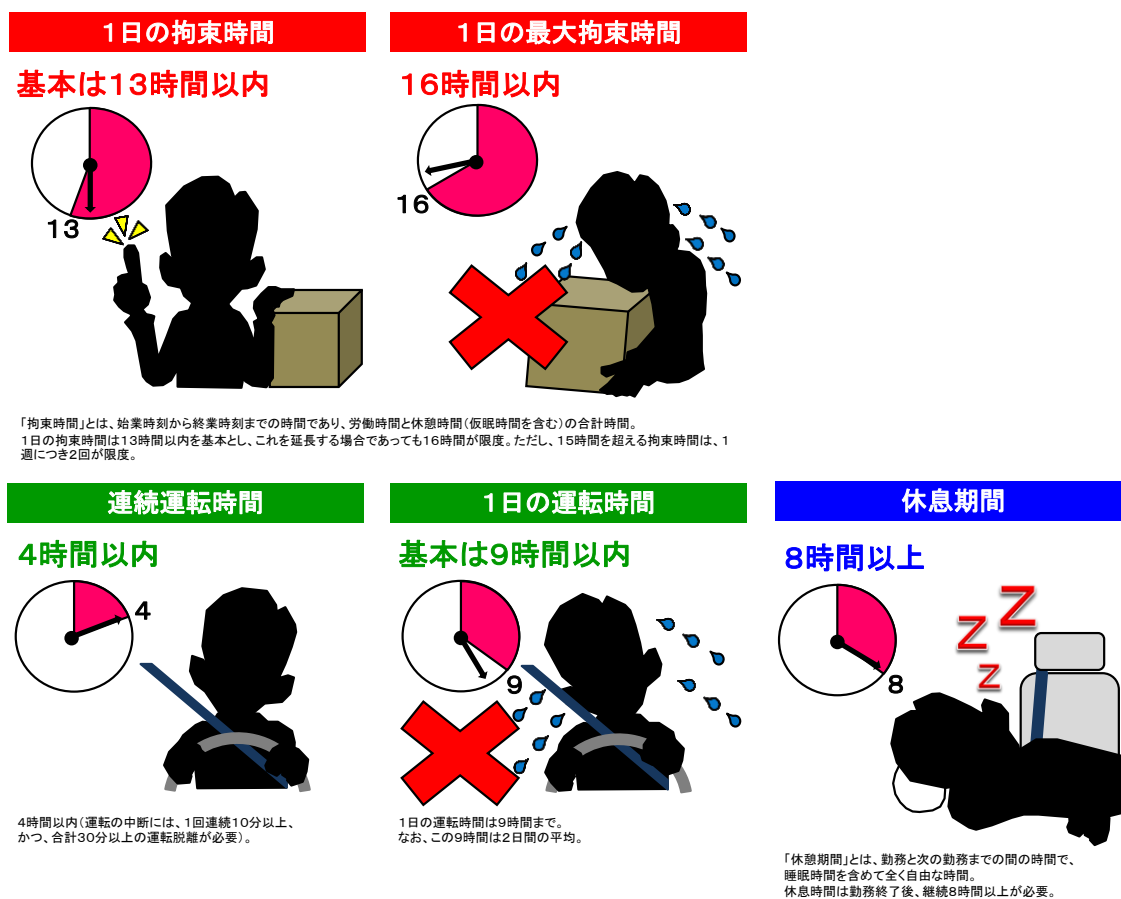 1日の拘束時間
基本は13時間以内
13
1日の最大拘束時間
16時間以内
16
「拘束時間」とは、始業時刻から終業時刻までの時間であり、労働時間と休憩時間(仮眠時間を含む)の合計時間。
1日の拘束時間は13時間以内を基本とし、これを延長する場合であっても16時間が限度。ただし、15時間を超える拘束時間は、1
週につき2回が限度。
連続運転時間
4時間以内
4
4時間以内(運転の中断には、1回連続10分以上、
かつ、合計30分以上の運転脱離が必要)。
1日の運転時間
基本は9時間以内
9
1日の運転時間は9時間まで。
なお、この9時間は2日間の平均。
休息期間
8時間以上
8
Z
Z
Z
「休憩期間」とは、勤務と次の勤務までの間の時間で、
睡眠時間を含めて全く自由な時間。
休息時間は勤務終了後、継続8時間以上が必要。